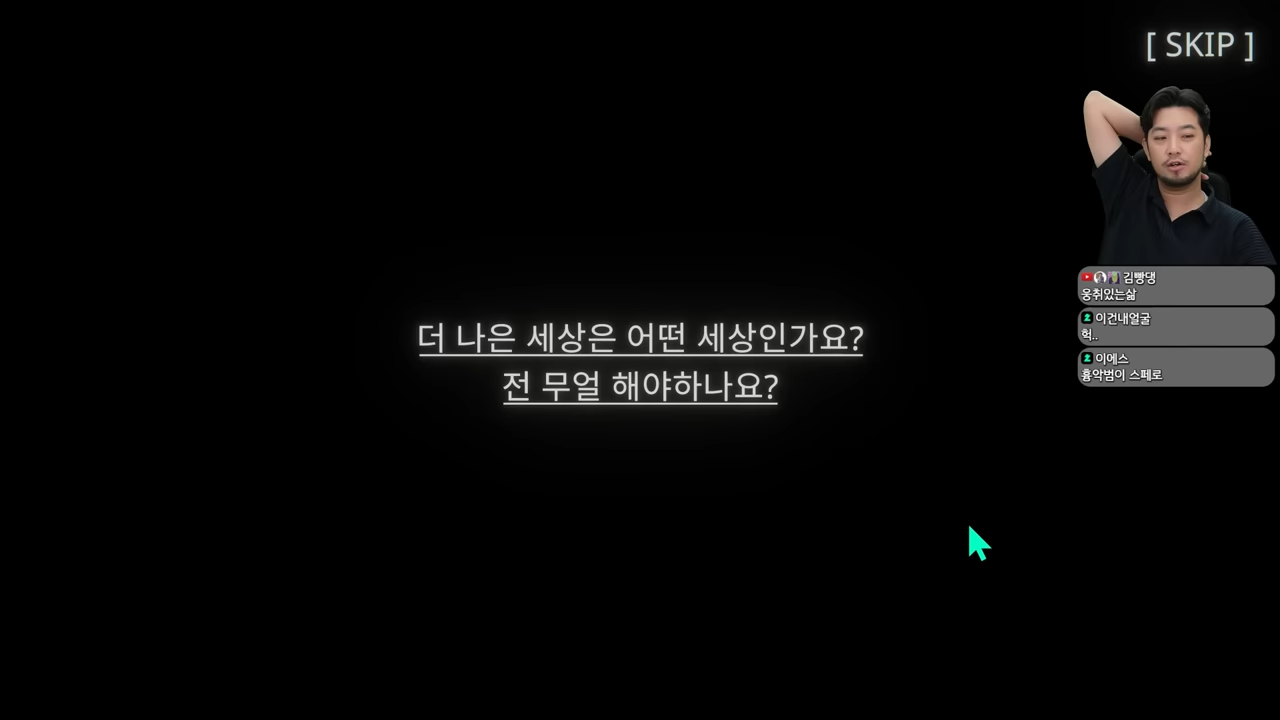 [ SKIP ]
더 나은 세상은 어떤 세상인가요?
전 무얼 해야하나요?
김빵댕
웅취있는삶
이건내얼굴
헉..
이에스
흉악범이 스페로